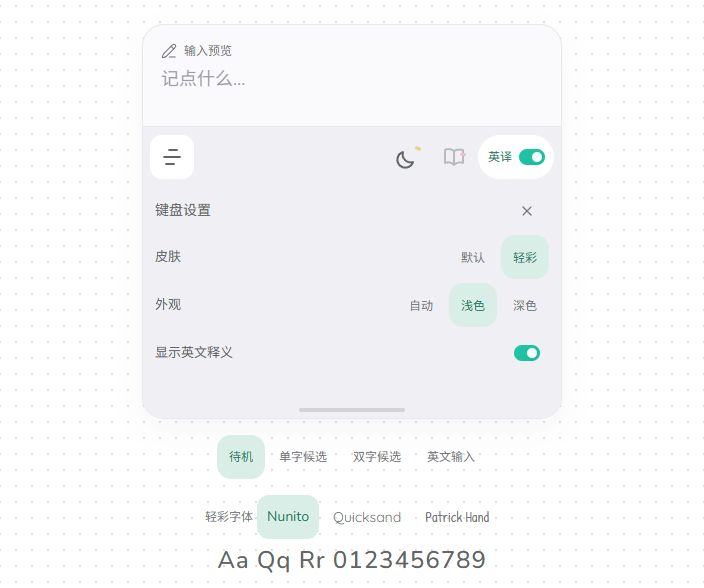 输入预览
记点什么...
英译
键盘设置
皮肤 默认 轻彩
外观 自动 浅色 深色
显示英文释义
待机 单字候选 双字候选 英文输入
轻彩字体 Nunito Quicksand Patrick Hand
Aa Qq Rr 0123456789